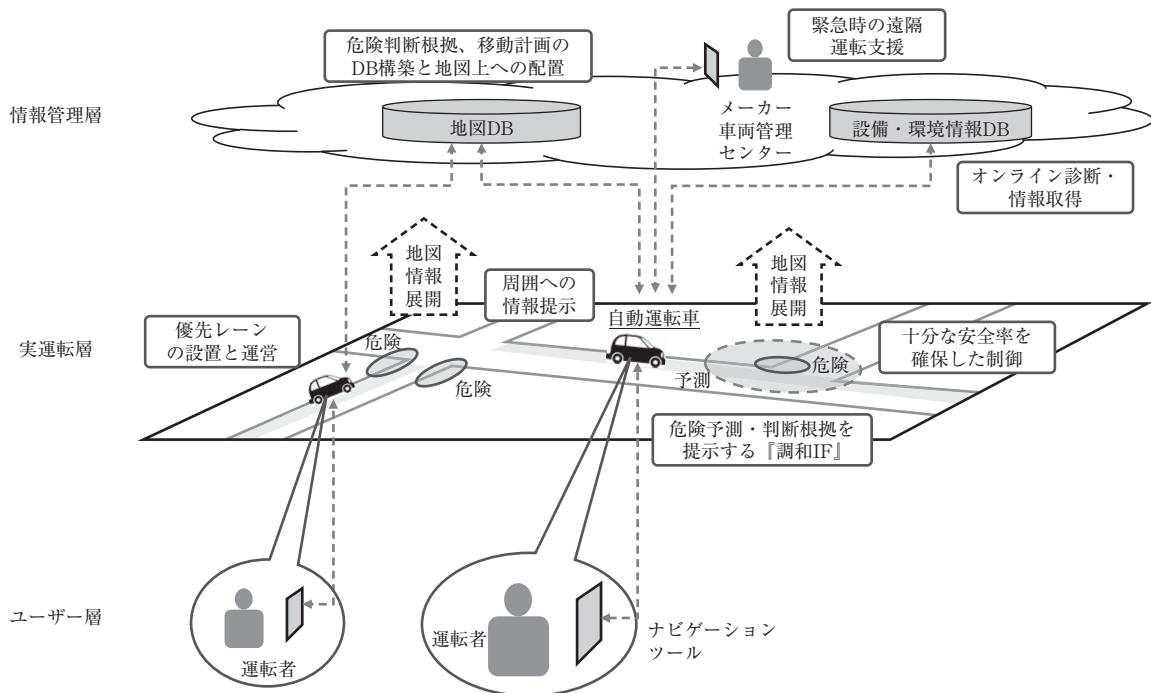 危険判断根拠、移動計画の
DB構築と地図上への配置
緊急時の遠隔
運転支援
情報管理層
地図DB
メーカー
車両管理
センター
設備・環境情報DB
オンライン診断・
情報取得
地図
情報
展開
地図
情報
展開
周囲への
情報提示
自動運転車
優先レーン
の設置と運営
実運転層
危険
危険
予測
危険
十分な安全率を
確保した制御
危険予測・判断根拠を
提示する『調和IF』
ユーザー層
運転者
運転者
ナビゲーション
ツール